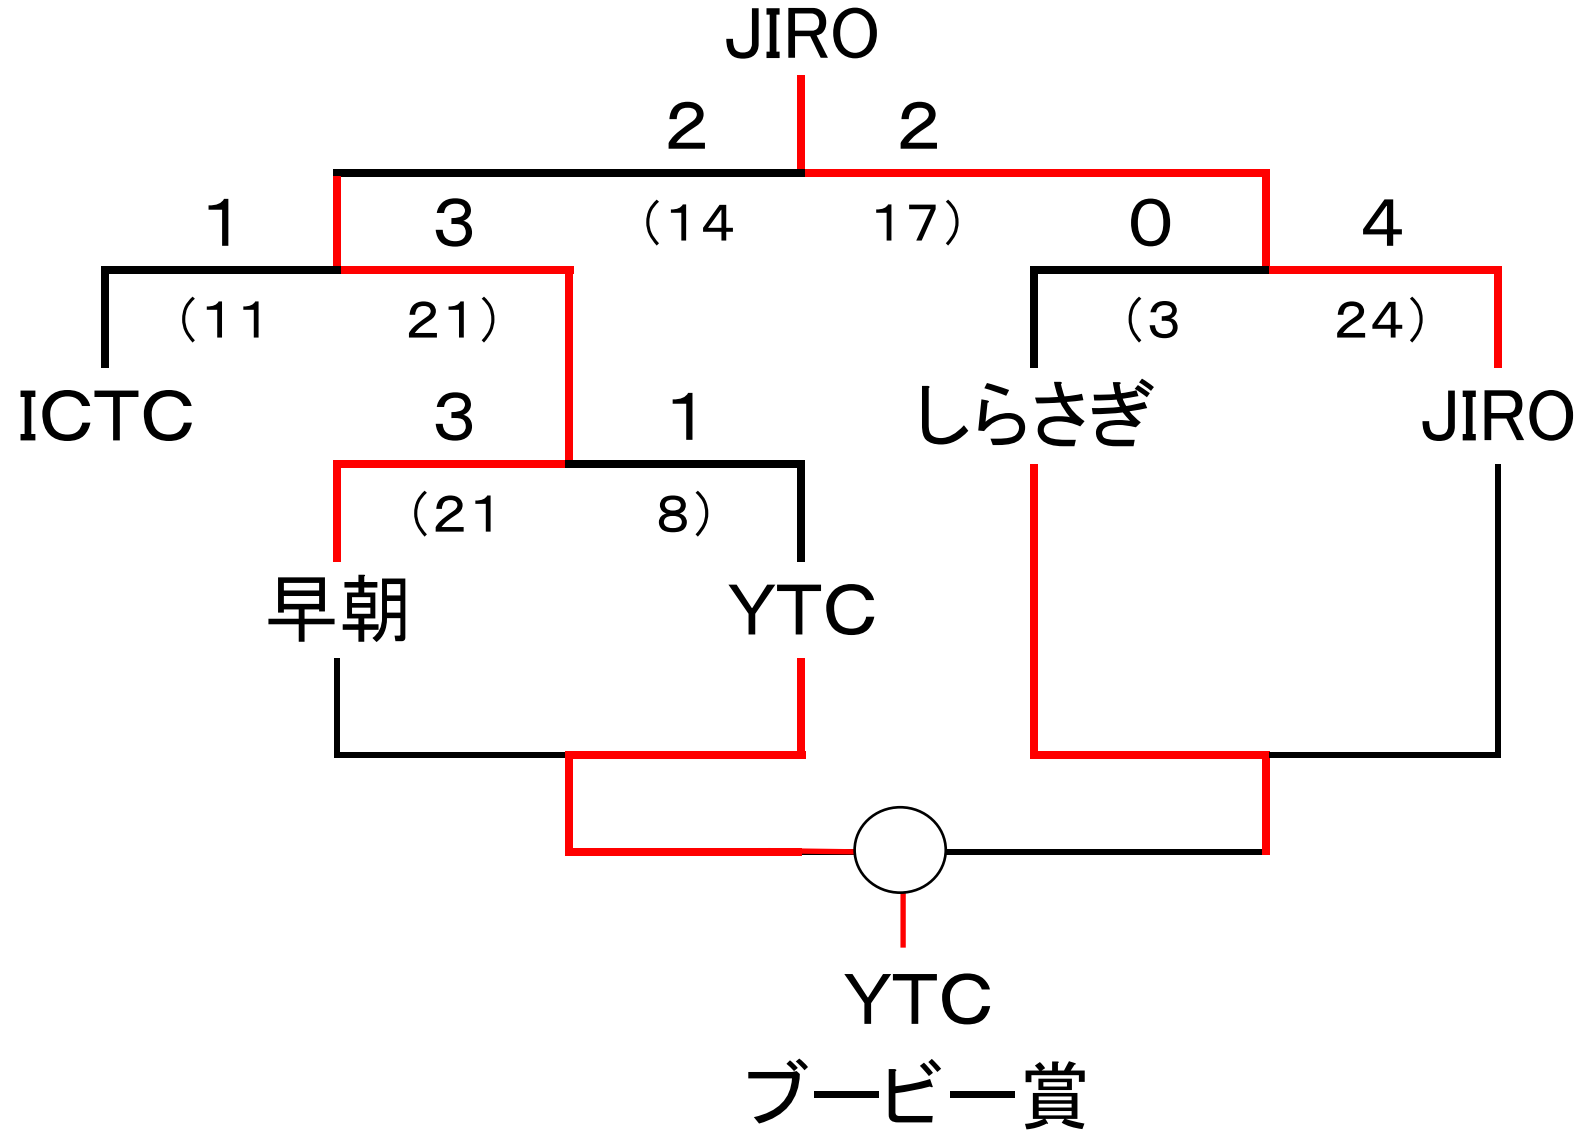 JIRO
2 2
1 3 （14 17） 0 4
（11 21） （3 24）
ICTC 3 1 しらさぎ JIRO
（21 8）
早朝 YTC
YTC
ブービー賞